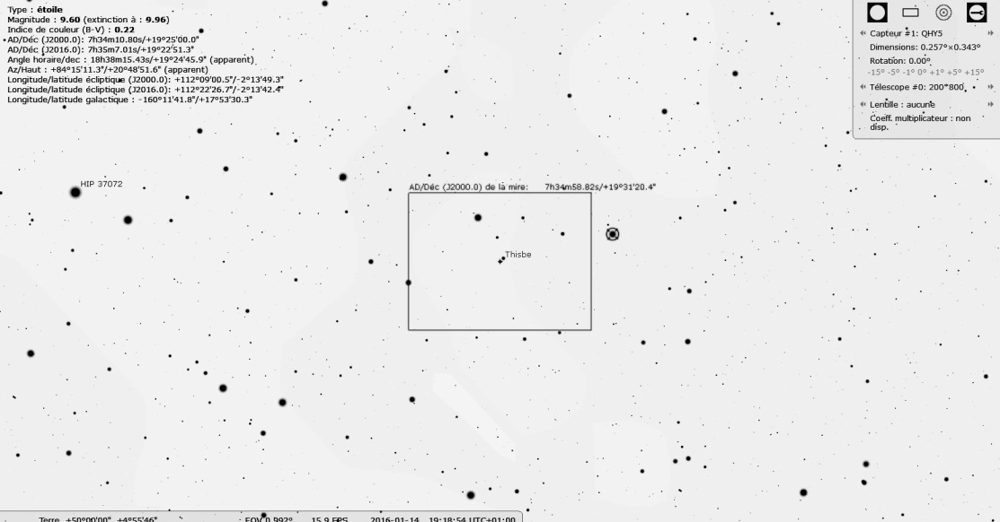 Type : étoile
Magnitude : 9.60 (extinction à : 9.96)
Indice de couleur (B-V) : 0.22
AD/Déc (J2000.0): 7h34m10.80s/+19°25'00.0"
AD/Déc (J2016.0): 7h35m7.01s/+19°22'51.3"
Angle horaire/dec : 18h38m15.43s/+19°24'45.9" (apparent)
Az/Haut : +84°15'11.3"/+20°48'51.6" (apparent)
Longitude/latitude écliptique (J2000.0): +112°09'00.5"/-2°13'49.3"
Longitude/latitude écliptique (J2016.0): +112°22'26.7"/-2°13'42.4"
Longitude/latitude galactique : -160°11'41.8"/+17°53'30.3"
Capteur #1: QHY5
Dimensions: 0.257°×0.343°
Rotation: 0.00°
-15° -5° -1° 0° +1° +5° +15°
Télescope #0: 200*800
Lentille : aucune
Coeff. multiplicateur : non
disp.
HIP 37072
AD/Déc (J2000.0) de la mire: 7h34m58.82s/+19°31'20.4"
Thisbe
Terre, +50°00'00", +4°55'46" FOV 0.992° 15.9 FPS 2016-01-14 19:18:54 UTC+01:00